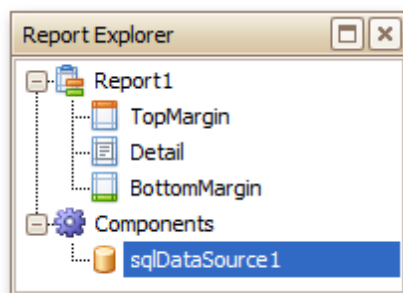 Report Explorer
Report1
TopMargin
Detail
BottomMargin
Components
sqlDataSource1